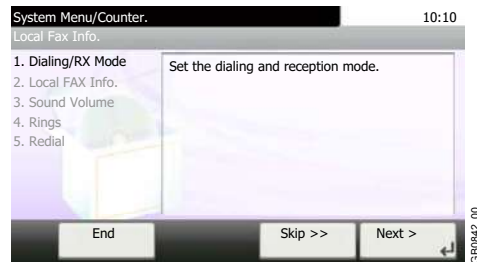 System Menu/Counter.
10:10
Local Fax Info.
1. Dialing/RX Mode
2. Local FAX Info.
3. Sound Volume
4. Rings
5. Redial
Set the dialing and reception mode.
End
Skip >>
Next >
GB0842_00